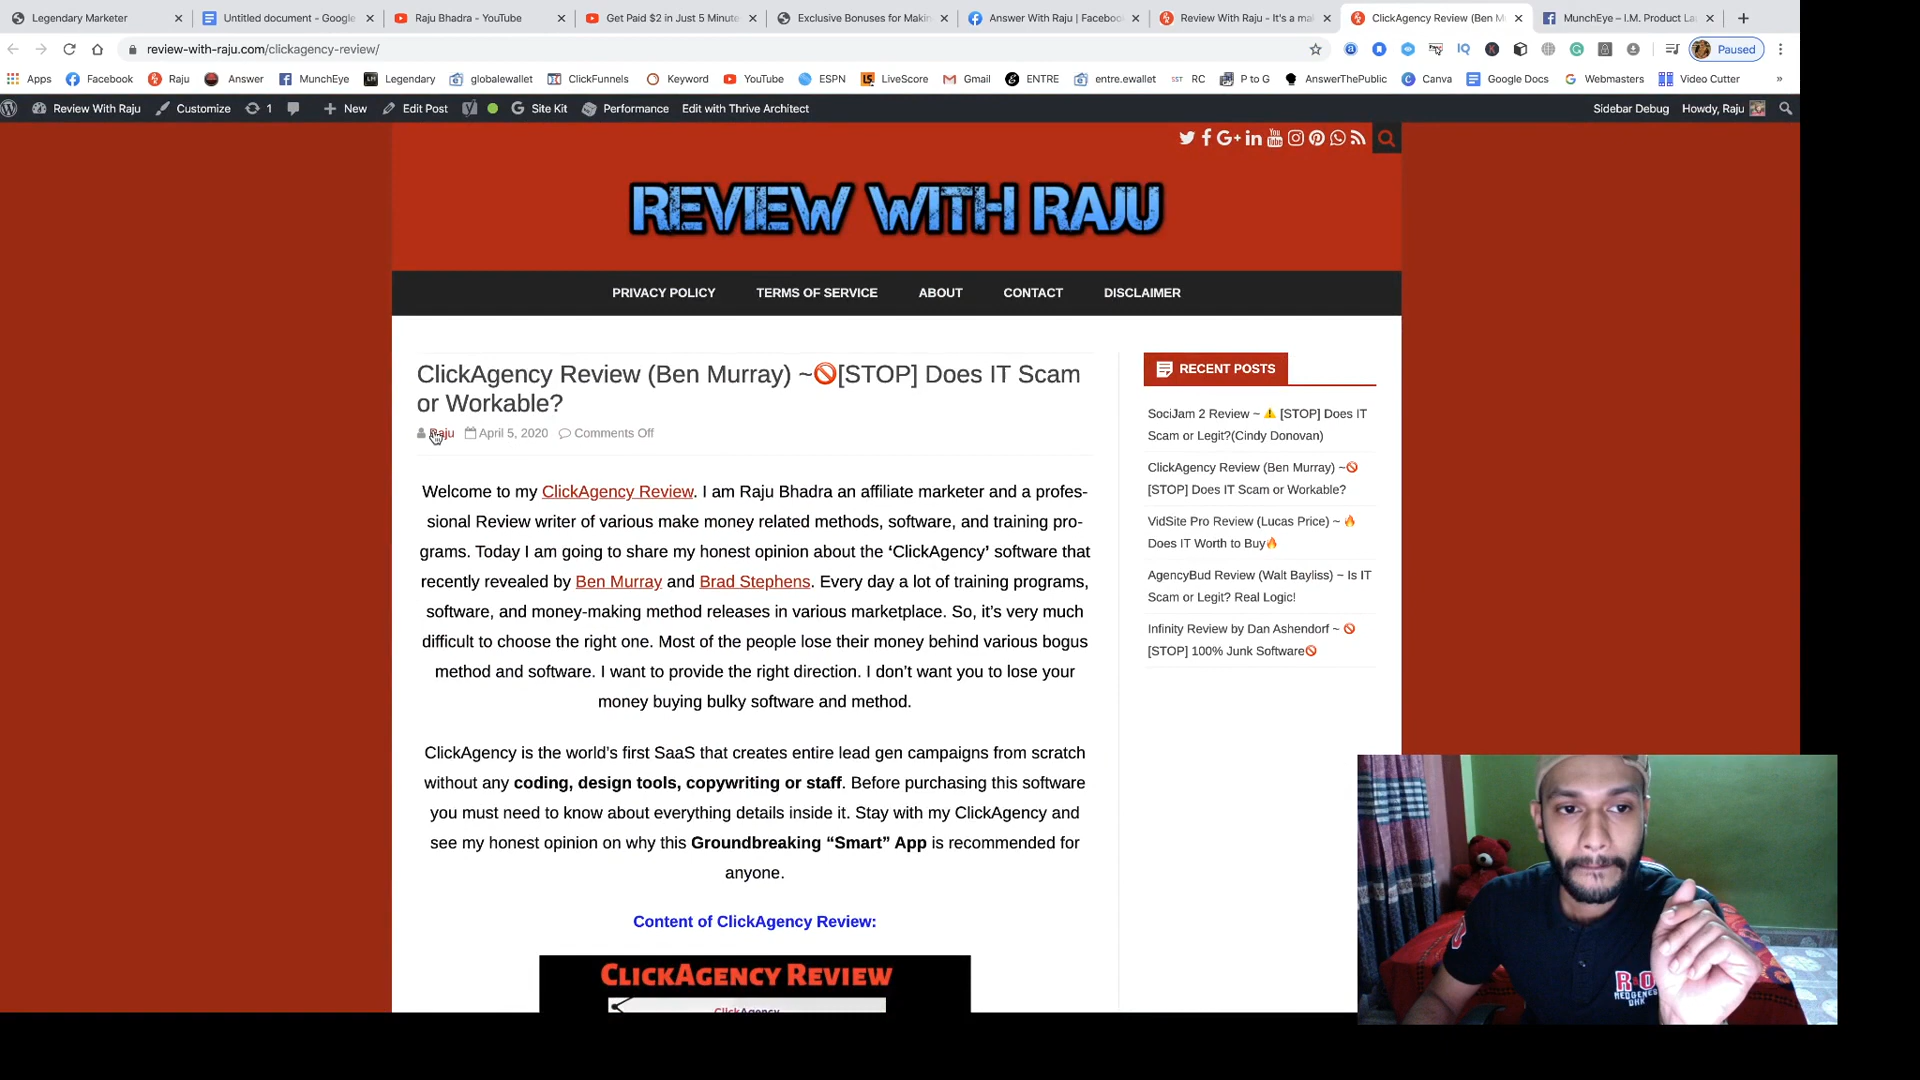 Legendary Marketer
Untitled document - Google
Raju Bhadra - YouTube
Get Paid $2 in Just 5 Minute
Exclusive Bonuses for Makin
Answer With Raju | Faceboo
Review With Raju - It's a ma
ClickAgency Review (Ben M
MunchEye – I.M. Product La
review-with-raju.com/clickagency-review/
Paused
Apps Facebook Raju Answer MunchEye Legendary globalewallet ClickFunnels Keyword YouTube ESPN LiveScore Gmail ENTRE entre.ewallet RC P to G AnswerThePublic Canva Google Docs Webmasters Video Cutter »
Review With Raju Customize 1 New Edit Post Site Kit Performance Edit with Thrive Architect Sidebar Debug Howdy, Raju
REVIEW WITH RAJU
PRIVACY POLICY TERMS OF SERVICE ABOUT CONTACT DISCLAIMER
ClickAgency Review (Ben Murray) ~🚫[STOP] Does IT Scam
or Workable?
Raju April 5, 2020 Comments Off
Welcome to my ClickAgency Review. I am Raju Bhadra an affiliate marketer and a profes-
sional Review writer of various make money related methods, software, and training pro-
grams. Today I am going to share my honest opinion about the ‘ClickAgency’ software that
recently revealed by Ben Murray and Brad Stephens. Every day a lot of training programs,
software, and money-making method releases in various marketplace. So, it’s very much
difficult to choose the right one. Most of the people lose their money behind various bogus
method and software. I want to provide the right direction. I don’t want you to lose your
money buying bulky software and method.
ClickAgency is the world’s first SaaS that creates entire lead gen campaigns from scratch
without any coding, design tools, copywriting or staff. Before purchasing this software
you must need to know about everything details inside it. Stay with my ClickAgency and
see my honest opinion on why this Groundbreaking “Smart” App is recommended for
anyone.
Content of ClickAgency Review:
ClickAgency Review
ClickAgency
RECENT POSTS
SociJam 2 Review ~ ⚠️ [STOP] Does IT
Scam or Legit?(Cindy Donovan)
ClickAgency Review (Ben Murray) ~🚫
[STOP] Does IT Scam or Workable?
VidSite Pro Review (Lucas Price) ~ 🔥
Does IT Worth to Buy🔥
AgencyBud Review (Walt Bayliss) ~ Is IT
Scam or Legit? Real Logic!
Infinity Review by Dan Ashendorf ~ 🚫
[STOP] 100% Junk Software🚫